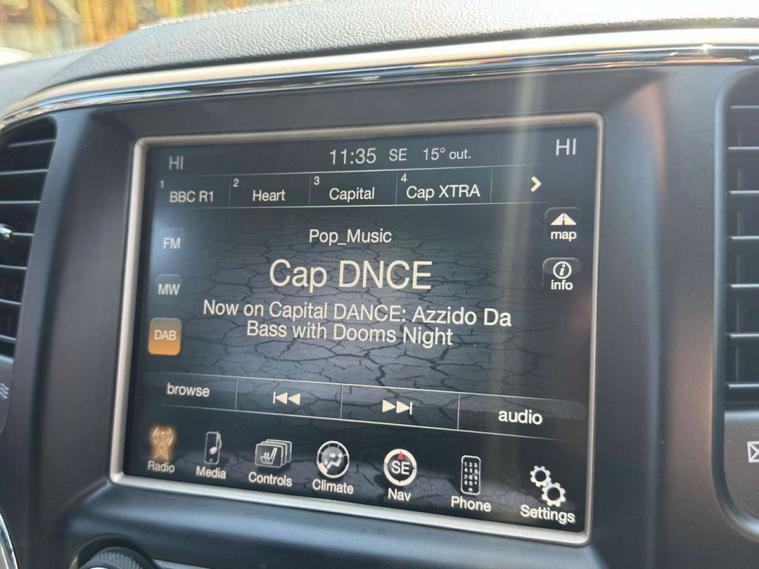 HI 11:35 SE 15° out. HI
1 BBC R1 2 Heart 3 Capital 4 Cap XTRA
Pop_Music
map
FM
Cap DNCE
info
MW
Now on Capital DANCE: Azzido Da
Bass with Dooms Night
DAB
browse audio
Radio Media Controls Climate SE Nav Phone Settings